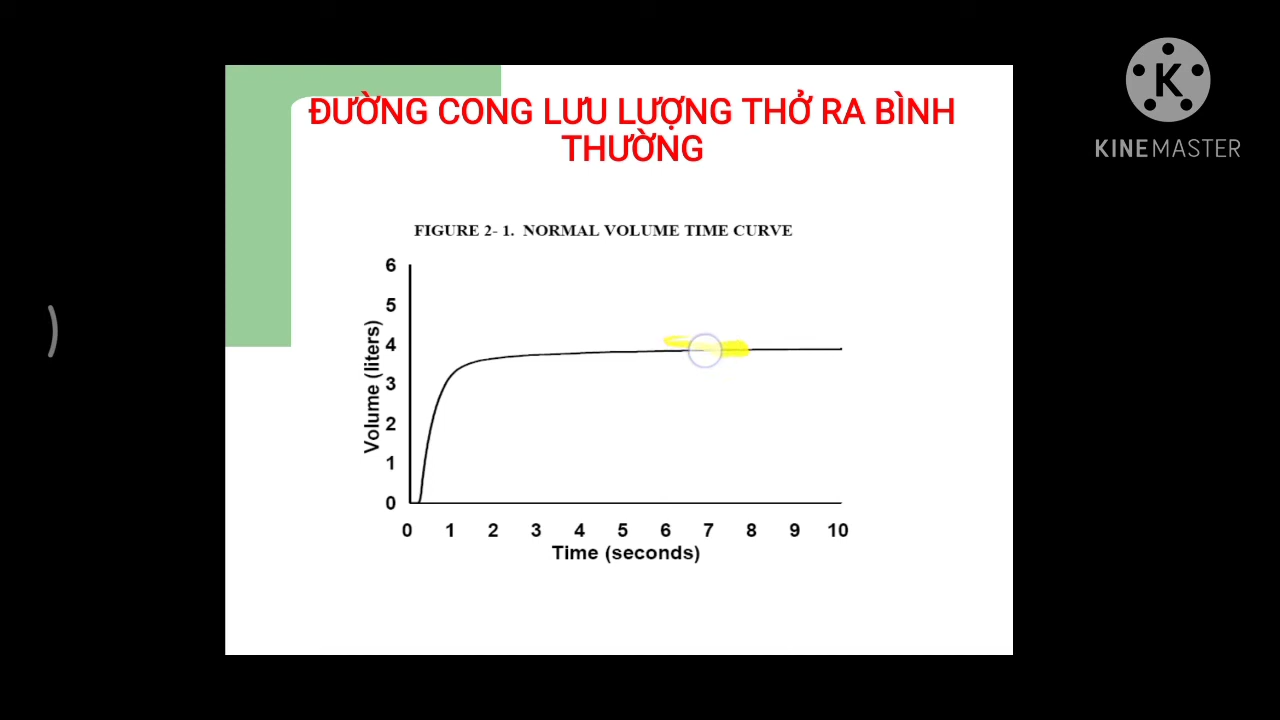 ĐƯỜNG CONG LƯU LƯỢNG THỞ RA BÌNH
THƯỜNG
K
KINEMASTER
FIGURE 2- 1. NORMAL VOLUME TIME CURVE
Volume (liters)
6
5
4
3
2
1
0
0 1 2 3 4 5 6 7 8 9 10
Time (seconds)